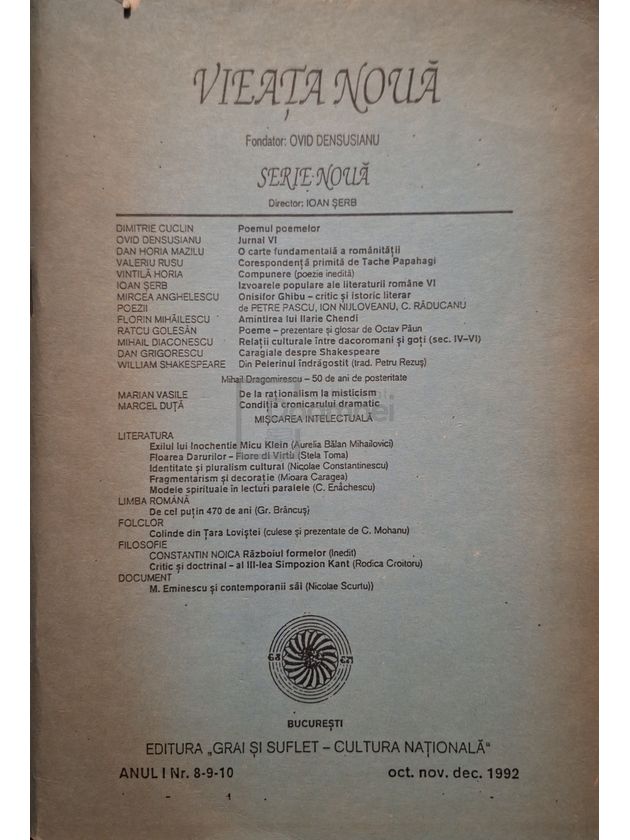 VIEAȚA NOUĂ
Fondator: OVID DENSUSIANU
SERIE NOUĂ
Director: IOAN ȘERB
DIMITRIE CUCLIN Poemul poemelor
OVID DENSUSIANU Jurnal VI
DAN HORIA MAZILU O carte fundamentală a românității
VALERIU RUSU Corespondență primită de Tache Papahagi
VINTILĂ HORIA Compunere (poezie inedită)
IOAN ȘERB Izvoarele populare ale literaturii române VI
MIRCEA ANGHELESCU Onisifor Ghibu – critic și istoric literar
POEZII de PETRE PASCU, ION NIJLOVEANU, C. RĂDUCANU
FLORIN MIHĂILESCU Amintirea lui Ilarie Chendi
RATCU GOLESÁN Poeme – prezentare și glosar de Octav Păun
MIHAIL DIACONESCU Relații culturale între dacoromani și goți (sec. IV–VI)
DAN GRIGORESCU Caragiale despre Shakespeare
WILLIAM SHAKESPEARE Din Pelerinul îndrăgostit (trad. Petru Rezuș)
Mihail Dragomirescu – 50 de ani de posteritate
MARIAN VASILE De la raționalism la misticism
MARCEL DUȚĂ Condiția cronicarului dramatic
MIȘCAREA INTELECTUALĂ
LITERATURA
Exilul lui Inochentie Micu Klein (Aurelia Bălan Mihailovici)
Floarea Darurilor – Fiore di Virtù (Stela Toma)
Identitate și pluralism cultural (Nicolae Constantinescu)
Fragmentarism și decorație (Mioara Caragea)
Modele spirituale în lecturi paralele (C. Enăchescu)
LIMBA ROMÂNĂ
De cel puțin 470 de ani (Gr. Brâncuș)
FOLCLOR
Colinde din Țara Loviștei (culese și prezentate de C. Mohanu)
FILOSOFIE
CONSTANTIN NOICA Războiul formelor (Inedit)
Critic și doctrinal – al III-lea Simpozion Kant (Rodica Croitoru)
DOCUMENT
M. Eminescu și contemporanii săi (Nicolae Scurtu))
BUCUREȘTI
EDITURA „GRAI ȘI SUFLET – CULTURA NAȚIONALĂ"
ANUL I Nr. 8-9-10 oct. nov. dec. 1992